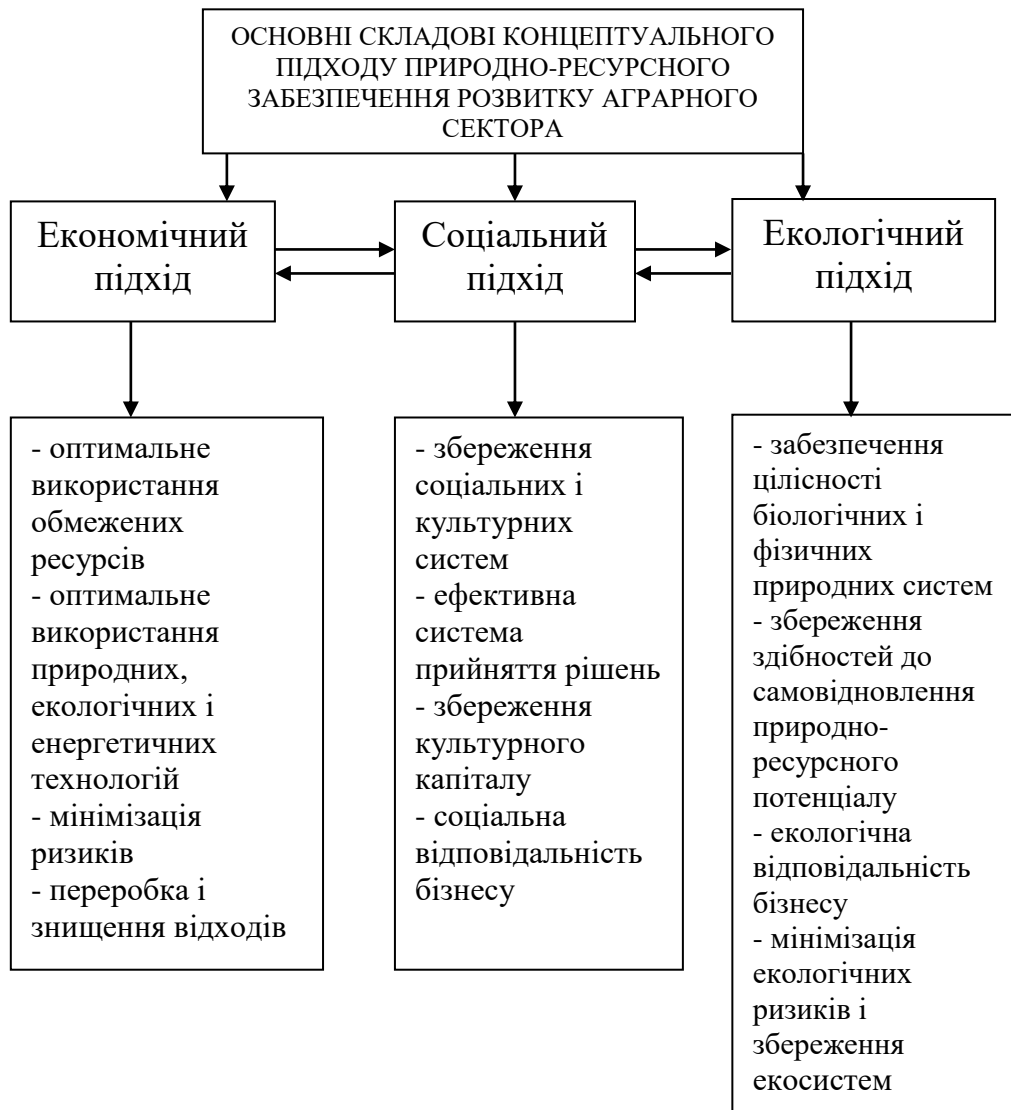 ОСНОВНІ СКЛАДОВІ КОНЦЕПТУАЛЬНОГО
ПІДХОДУ ПРИРОДНО-РЕСУРСНОГО
ЗАБЕЗПЕЧЕННЯ РОЗВИТКУ АГРАРНОГО
СЕКТОРА
Економічний
підхід
Соціальний
підхід
Екологічний
підхід
- оптимальне
використання
обмежених
ресурсів
- оптимальне
використання
природних,
екологічних і
енергетичних
технологій
- мінімізація
ризиків
- переробка і
знищення відходів
- збереження
соціальних і
культурних
систем
- ефективна
система
прийняття рішень
- збереження
культурного
капіталу
- соціальна
відповідальність
бізнесу
- забезпечення
цілісності
біологічних і
фізичних
природних систем
- збереження
здібностей до
самовідновлення
природно-
ресурсного
потенціалу
- екологічна
відповідальність
бізнесу
- мінімізація
екологічних
ризиків і
збереження
екосистем